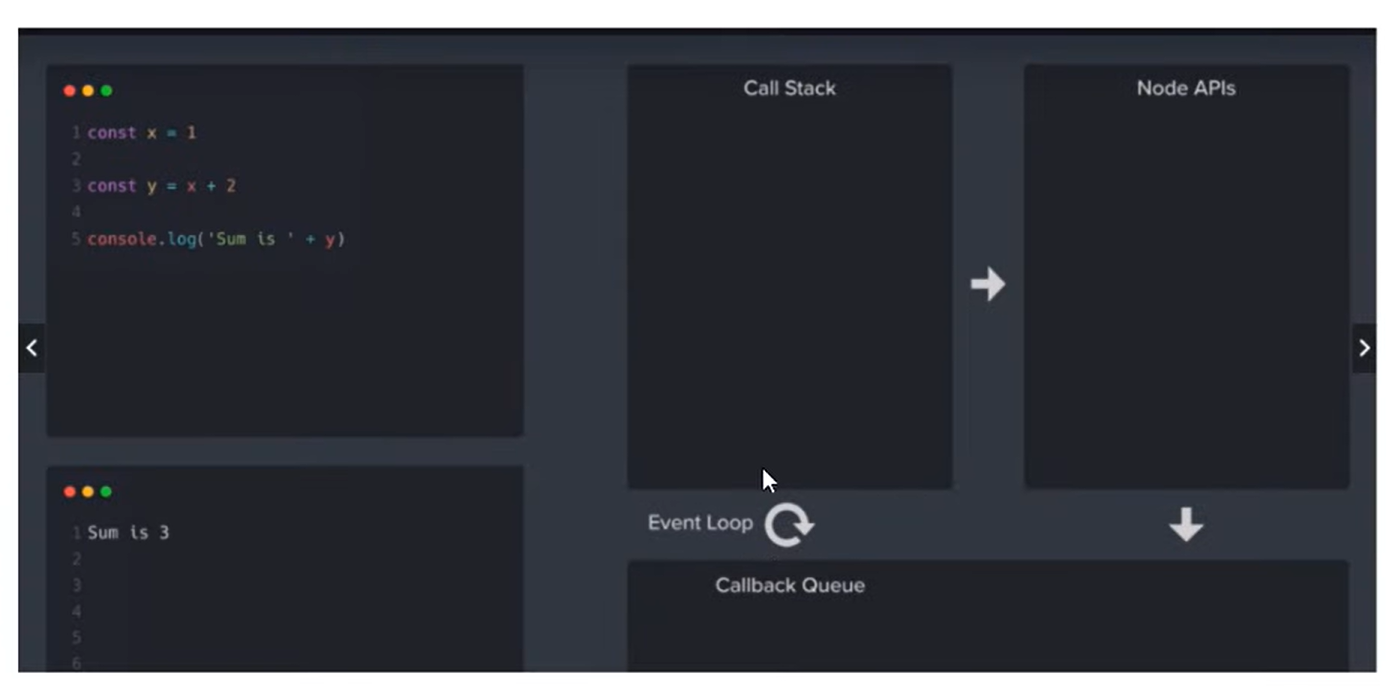 1 const x = 1
2
3 const y = x + 2
4
5 console.log('Sum is ' + y)
Call Stack
Node APIs
Event Loop
Callback Queue
1 Sum is 3
2
3
4
5
6